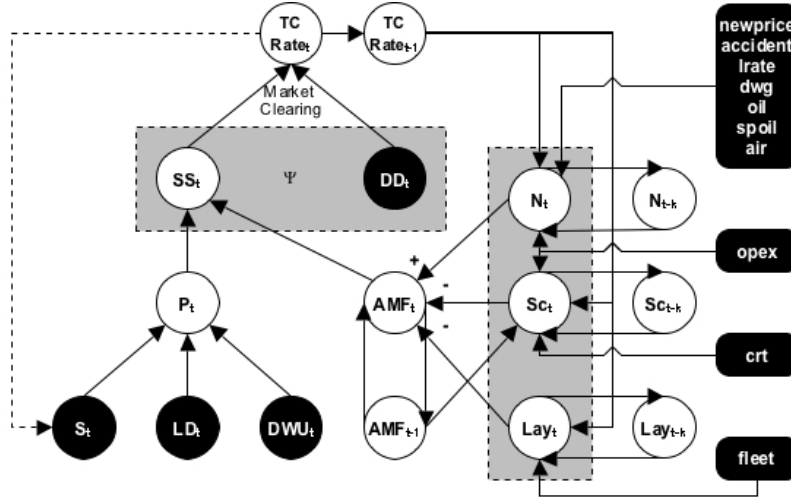 TC
Rateₜ
TC
Rateₜ₋₁
newprice
accident
lrate
dwg
oil
spoil
air
Market
Clearing
SSₜ
Ψ
DDₜ
Nₜ
Nₜ₋ₖ
opex
+
-
Pₜ
AMFₜ
Scₜ
Scₜ₋ₖ
-
crt
Sₜ
LDₜ
DWUₜ
AMFₜ₋₁
Layₜ
Layₜ₋ₖ
fleet